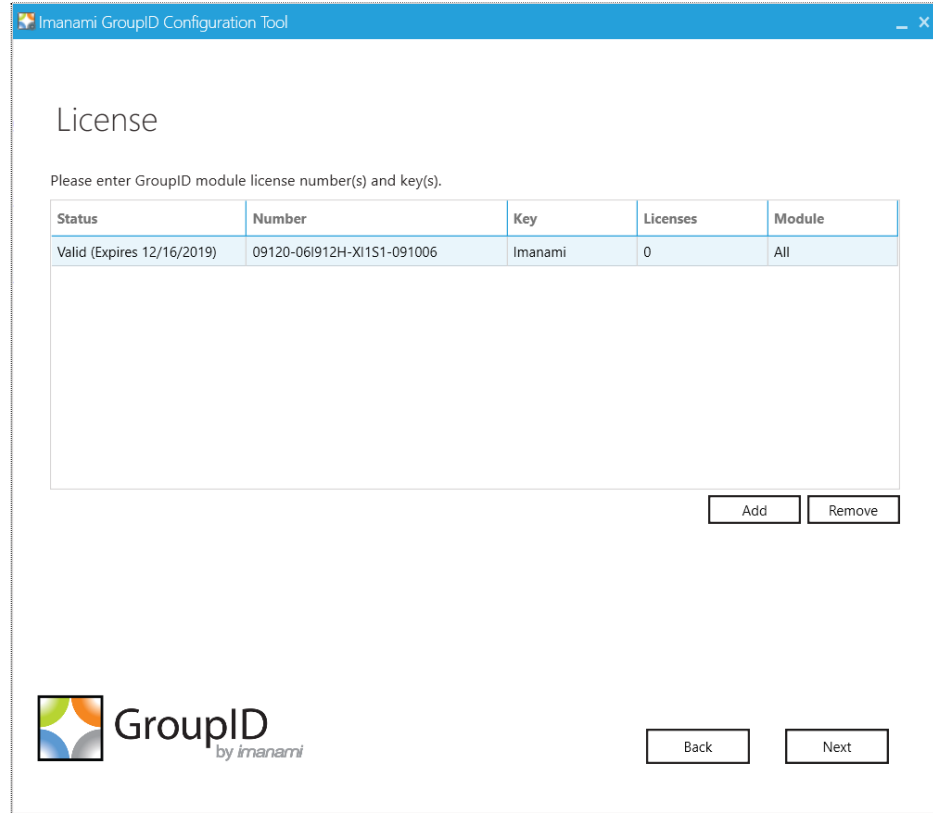 Imanami GroupID Configuration Tool
License
Please enter GroupID module license number(s) and key(s).
Status Number Key Licenses Module
Valid (Expires 12/16/2019) 09120-06I912H-XI1S1-091006 Imanami 0 All
Add Remove
GroupID
by imanami
Back Next